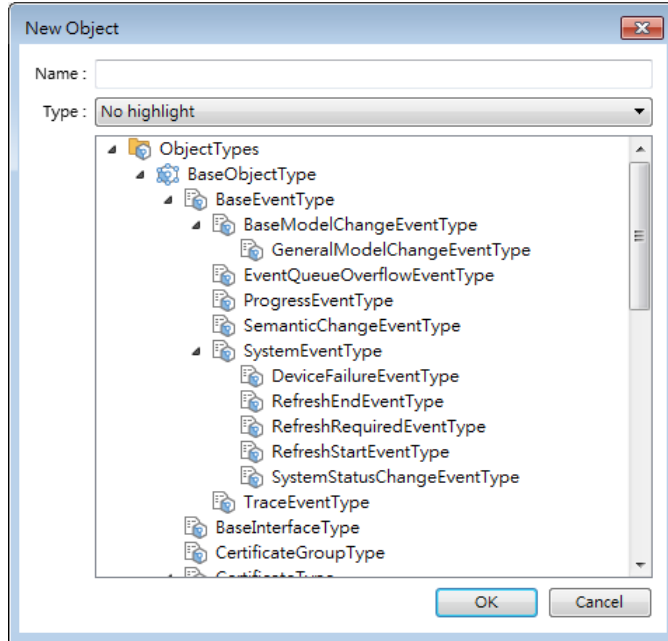 New Object
Name :
Type : No highlight
ObjectTypes
BaseObjectType
BaseEventType
BaseModelChangeEventType
GeneralModelChangeEventType
EventQueueOverflowEventType
ProgressEventType
SemanticChangeEventType
SystemEventType
DeviceFailureEventType
RefreshEndEventType
RefreshRequiredEventType
RefreshStartEventType
SystemStatusChangeEventType
TraceEventType
BaseInterfaceType
CertificateGroupType
CertificateType
OK Cancel